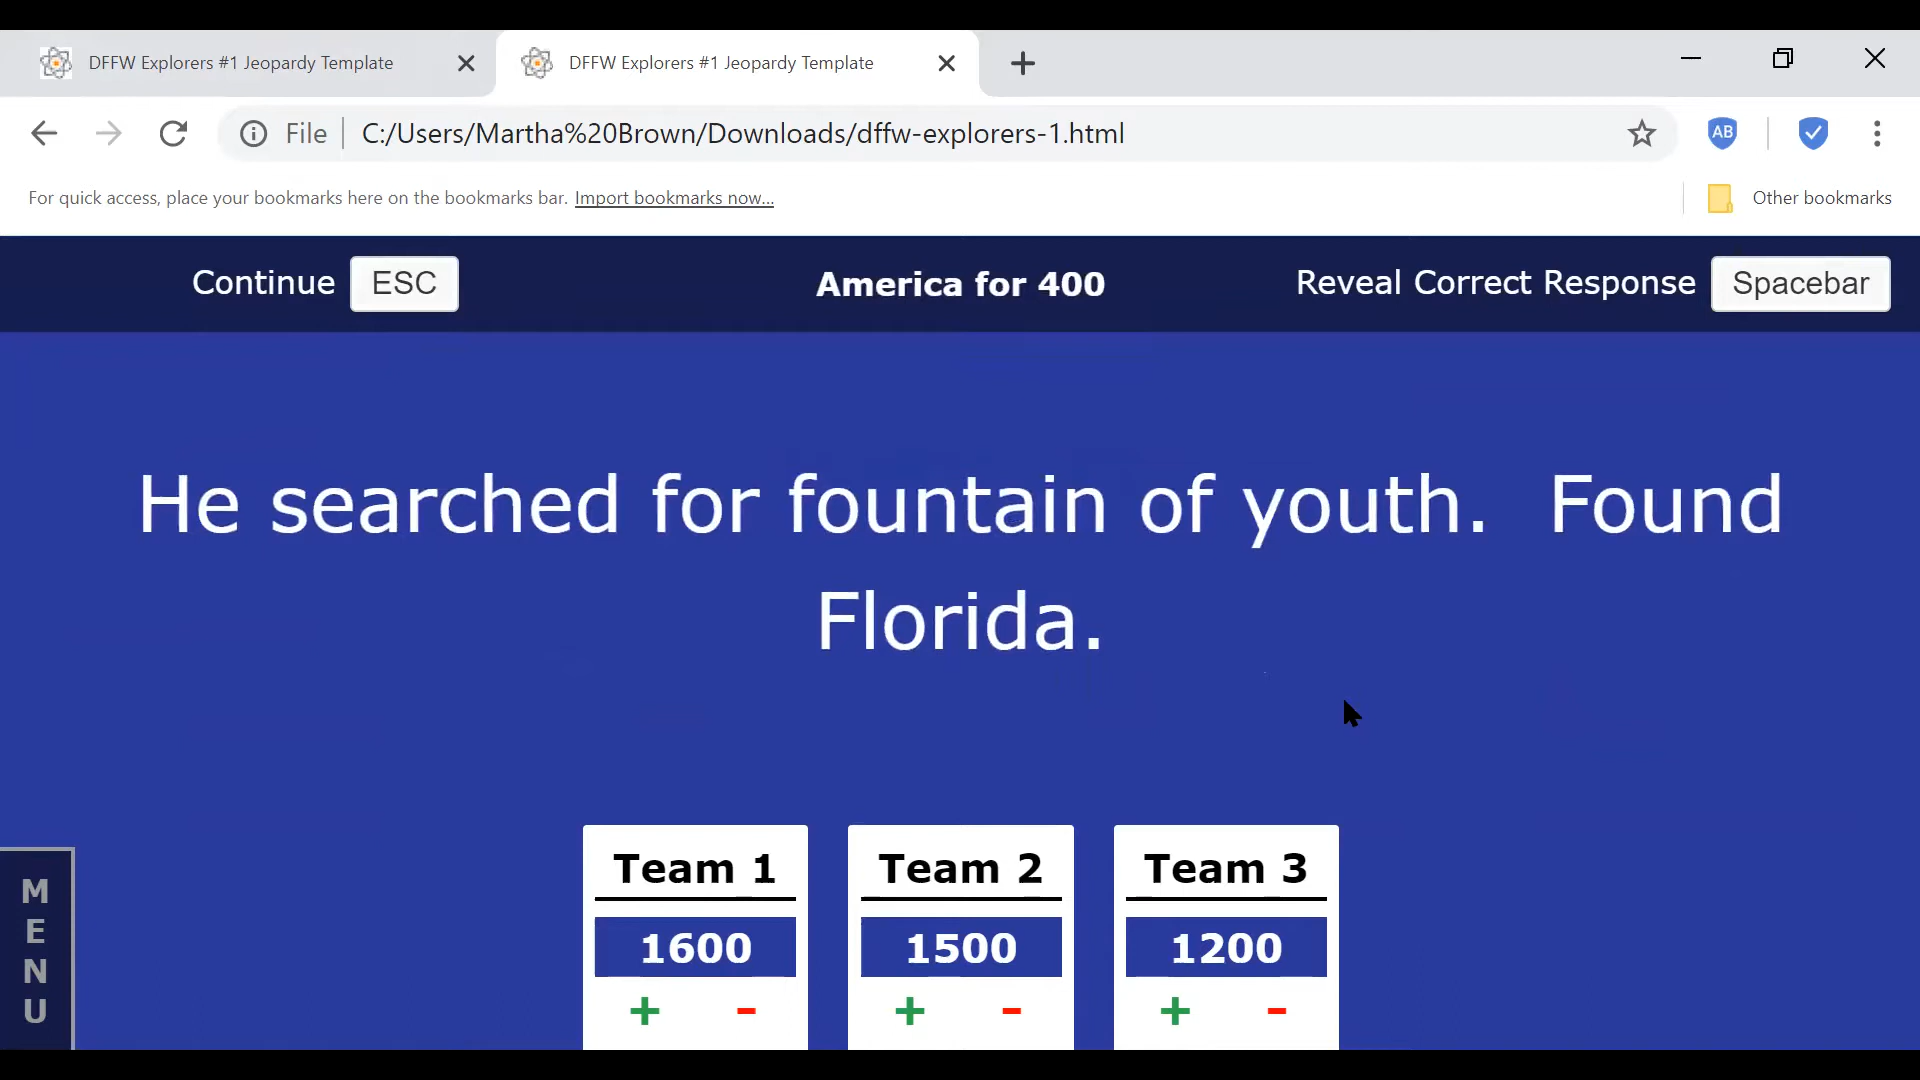 DFFW Explorers #1 Jeopardy Template
DFFW Explorers #1 Jeopardy Template
File
C:/Users/Martha%20Brown/Downloads/dffw-explorers-1.html
AB
For quick access, place your bookmarks here on the bookmarks bar. Import bookmarks now...
Other bookmarks
Continue ESC
America for 400
Reveal Correct Response Spacebar
He searched for fountain of youth. Found
Florida.
MENU
Team 1
1600
+ -
Team 2
1500
+ -
Team 3
1200
+ -